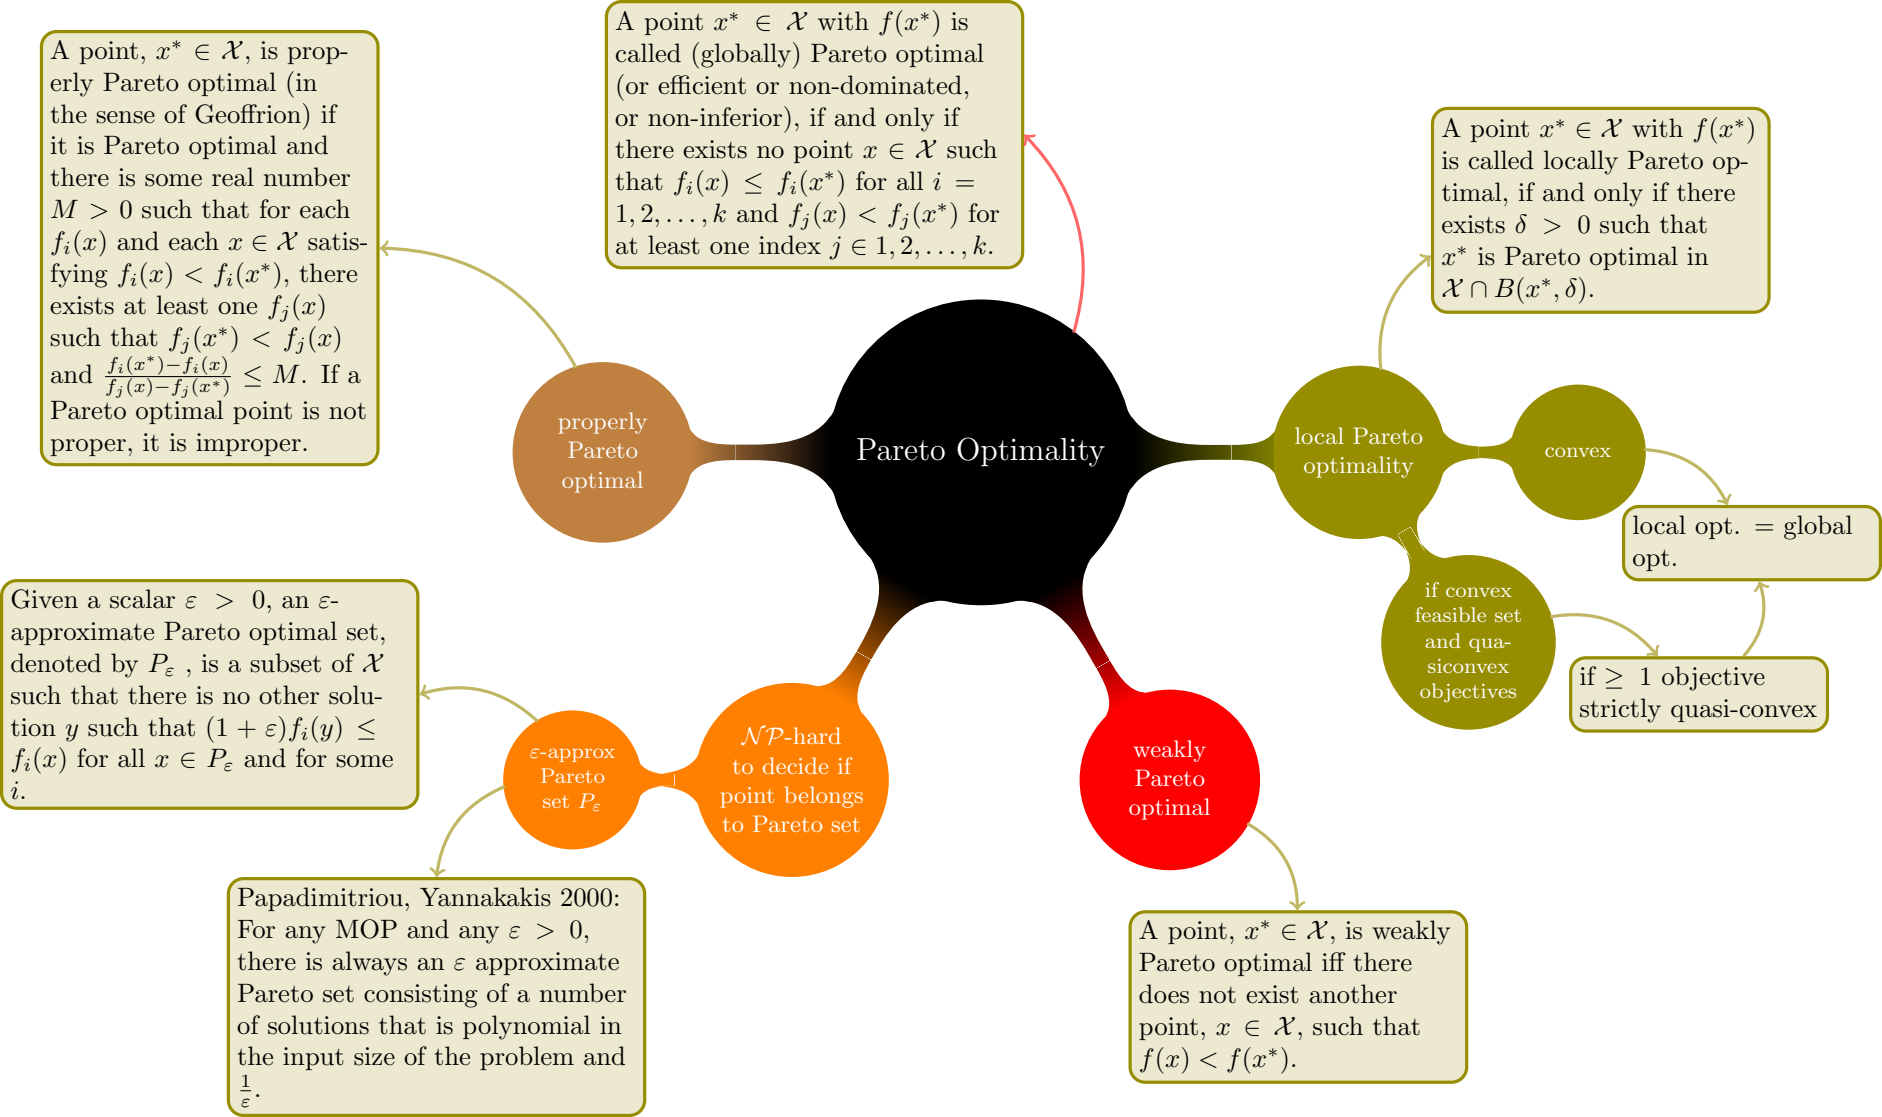 A point, x* ∈ 𝒳, is prop-
erly Pareto optimal (in
the sense of Geoffrion) if
it is Pareto optimal and
there is some real number
M > 0 such that for each
f_i(x) and each x ∈ 𝒳 satis-
fying f_i(x) < f_i(x*), there
exists at least one f_j(x)
such that f_j(x*) < f_j(x)
and \frac{f_i(x*)−f_i(x)}{f_j(x)−f_j(x*)} ≤ M. If a
Pareto optimal point is not
proper, it is improper.
A point x* ∈ 𝒳 with f(x*) is
called (globally) Pareto optimal
(or efficient or non-dominated,
or non-inferior), if and only if
there exists no point x ∈ 𝒳 such
that f_i(x) ≤ f_i(x*) for all i =
1, 2, . . . , k and f_j(x) < f_j(x*) for
at least one index j ∈ 1, 2, . . . , k.
A point x* ∈ 𝒳 with f(x*)
is called locally Pareto op-
timal, if and only if there
exists δ > 0 such that
x* is Pareto optimal in
𝒳 ∩ B(x*, δ).
properly
Pareto
optimal
Pareto Optimality
local Pareto
optimality
convex
local opt. = global
opt.
if convex
feasible set
and qua-
siconvex
objectives
if ≥ 1 objective
strictly quasi-convex
Given a scalar ε > 0, an ε-
approximate Pareto optimal set,
denoted by P_ε , is a subset of 𝒳
such that there is no other solu-
tion y such that (1 + ε)f_i(y) ≤
f_i(x) for all x ∈ P_ε and for some
i.
ε-approx
Pareto
set P_ε
𝒩𝒫-hard
to decide if
point belongs
to Pareto set
weakly
Pareto
optimal
Papadimitriou, Yannakakis 2000:
For any MOP and any ε > 0,
there is always an ε approximate
Pareto set consisting of a number
of solutions that is polynomial in
the input size of the problem and
\frac{1}{ε}.
A point, x* ∈ 𝒳, is weakly
Pareto optimal iff there
does not exist another
point, x ∈ 𝒳, such that
f(x) < f(x*).